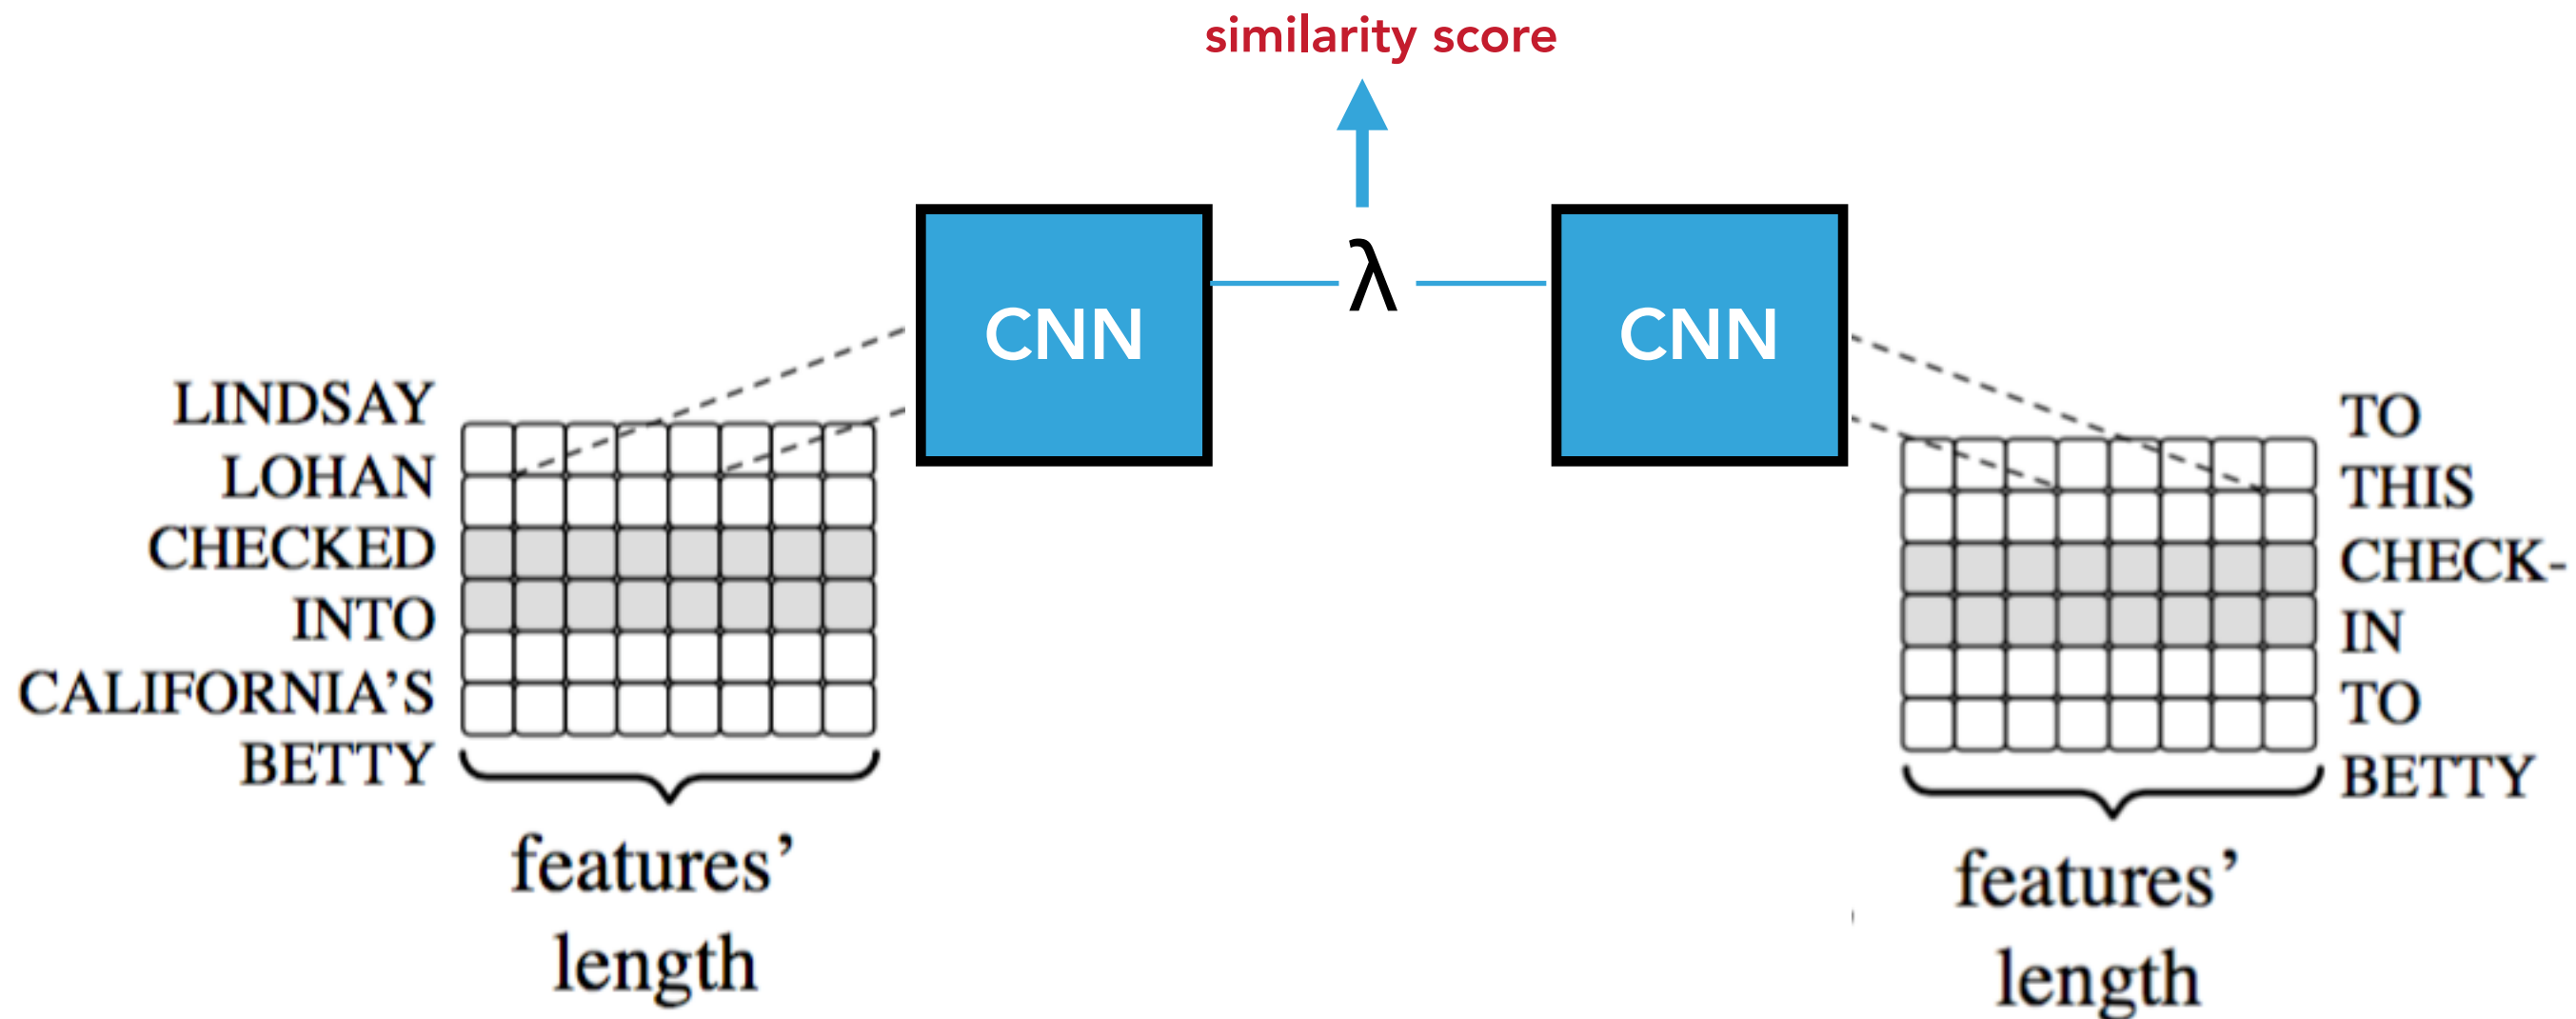 similarity score
λ
CNN
CNN
LINDSAY
LOHAN
CHECKED
INTO
CALIFORNIA’S
BETTY
features’
length
TO
THIS
CHECK-
IN
TO
BETTY
features’
length